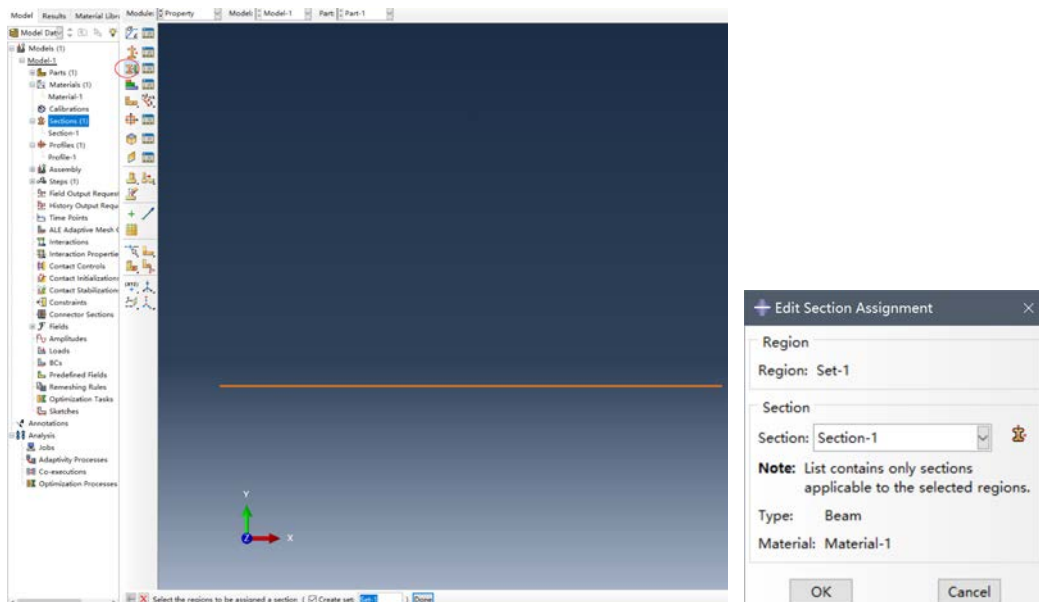 Model Results Material Libr
Module: Property Model: Model-1 Part: Part-1
Model Dat
Models (1)
Model-1
Parts (1)
Materials (1)
Material-1
Calibrations
Sections (1)
Section-1
Profiles (1)
Profile-1
Assembly
Steps (1)
Field Output Request
History Output Requ
Time Points
ALE Adaptive Mesh C
Interactions
Interaction Propertie
Contact Controls
Contact Initialization
Contact Stabilization
Constraints
Connector Sections
Fields
Amplitudes
Loads
BCs
Predefined Fields
Remeshing Rules
Optimization Tasks
Sketches
Annotations
Analysis
Jobs
Adaptivity Processes
Co-executions
Optimization Processes
Y
Z
X
Select the regions to be assigned a section ( Create set: Set-1 ) Done
Edit Section Assignment
Region
Region: Set-1
Section
Section: Section-1
Note: List contains only sections
applicable to the selected regions.
Type: Beam
Material: Material-1
OK Cancel